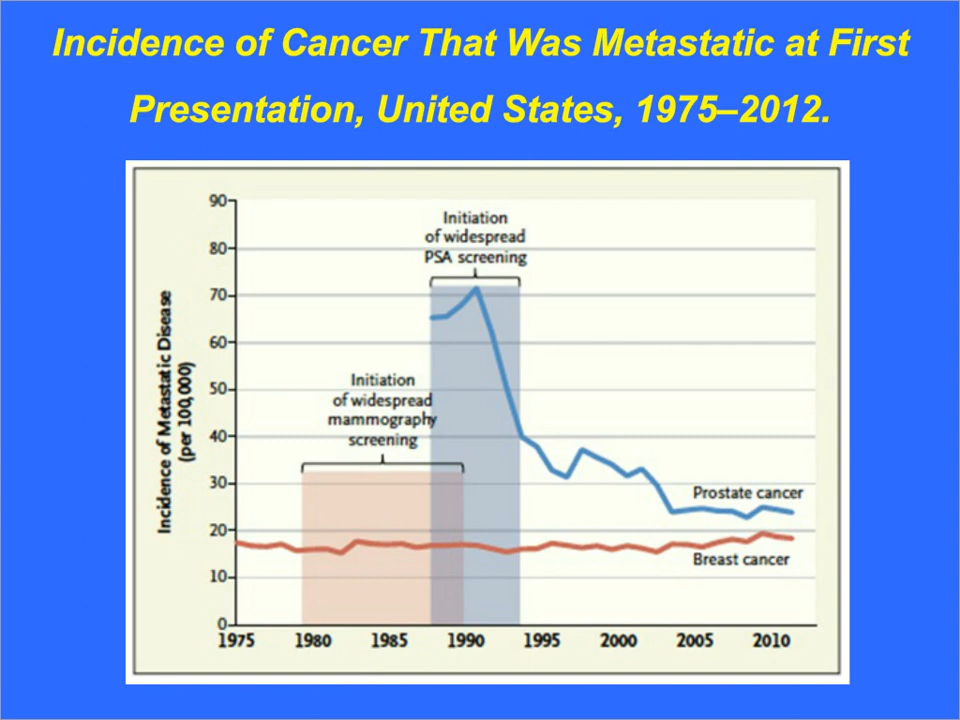 Incidence of Cancer That Was Metastatic at First
Presentation, United States, 1975–2012.
Incidence of Metastatic Disease
(per 100,000)
90
80
70
60
50
40
30
20
10
0
Initiation
of widespread
PSA screening
Initiation
of widespread
mammography
screening
Prostate cancer
Breast cancer
1975 1980 1985 1990 1995 2000 2005 2010